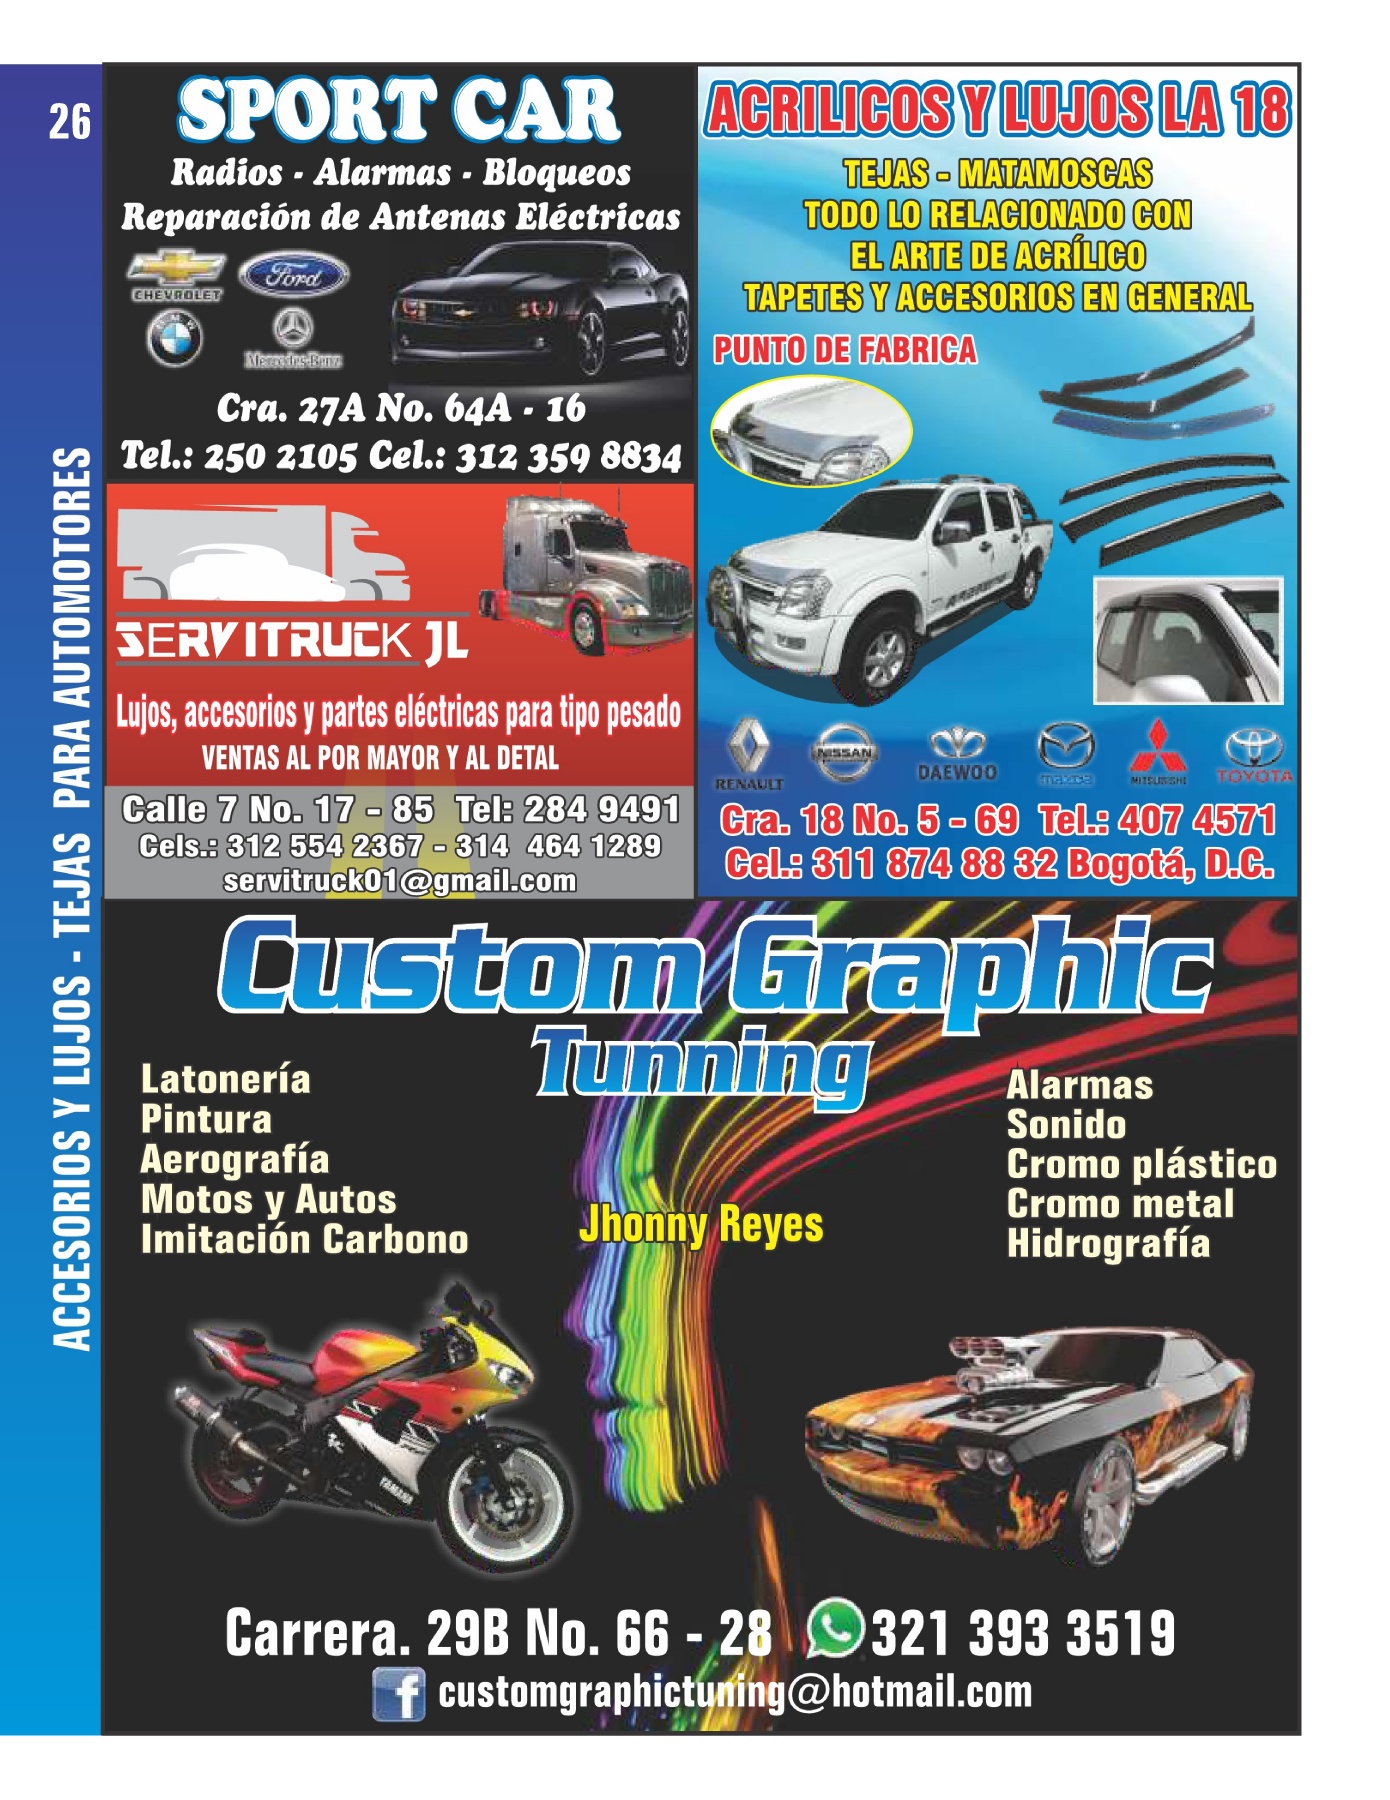 26
ACCESORIOS Y LUJOS - TEJAS PARA AUTOMOTORES
SPORT CAR
Radios - Alarmas - Bloqueos
Reparación de Antenas Eléctricas
CHEVROLET
Ford
BMW
Mercedes-Benz
Cra. 27A No. 64A - 16
Tel.: 250 2105 Cel.: 312 359 8834
SERVITRUCK JL
Lujos, accesorios y partes eléctricas para tipo pesado
VENTAS AL POR MAYOR Y AL DETAL
Calle 7 No. 17 - 85 Tel: 284 9491
Cels.: 312 554 2367 - 314 464 1289
servitruck01@gmail.com
ACRILICOS Y LUJOS LA 18
TEJAS - MATAMOSCAS
TODO LO RELACIONADO CON
EL ARTE DE ACRÍLICO
TAPETES Y ACCESORIOS EN GENERAL
PUNTO DE FABRICA
RENAULT
NISSAN
DAEWOO
mazda
MITSUBISHI
TOYOTA
Cra. 18 No. 5 - 69 Tel.: 407 4571
Cel.: 311 874 88 32 Bogotá, D.C.
Custom Graphic
Tunning
Latonería
Pintura
Aerografía
Motos y Autos
Imitación Carbono
Jhonny Reyes
Alarmas
Sonido
Cromo plástico
Cromo metal
Hidrografía
YAMAHA
Carrera. 29B No. 66 - 28 321 393 3519
f customgraphictuning@hotmail.com